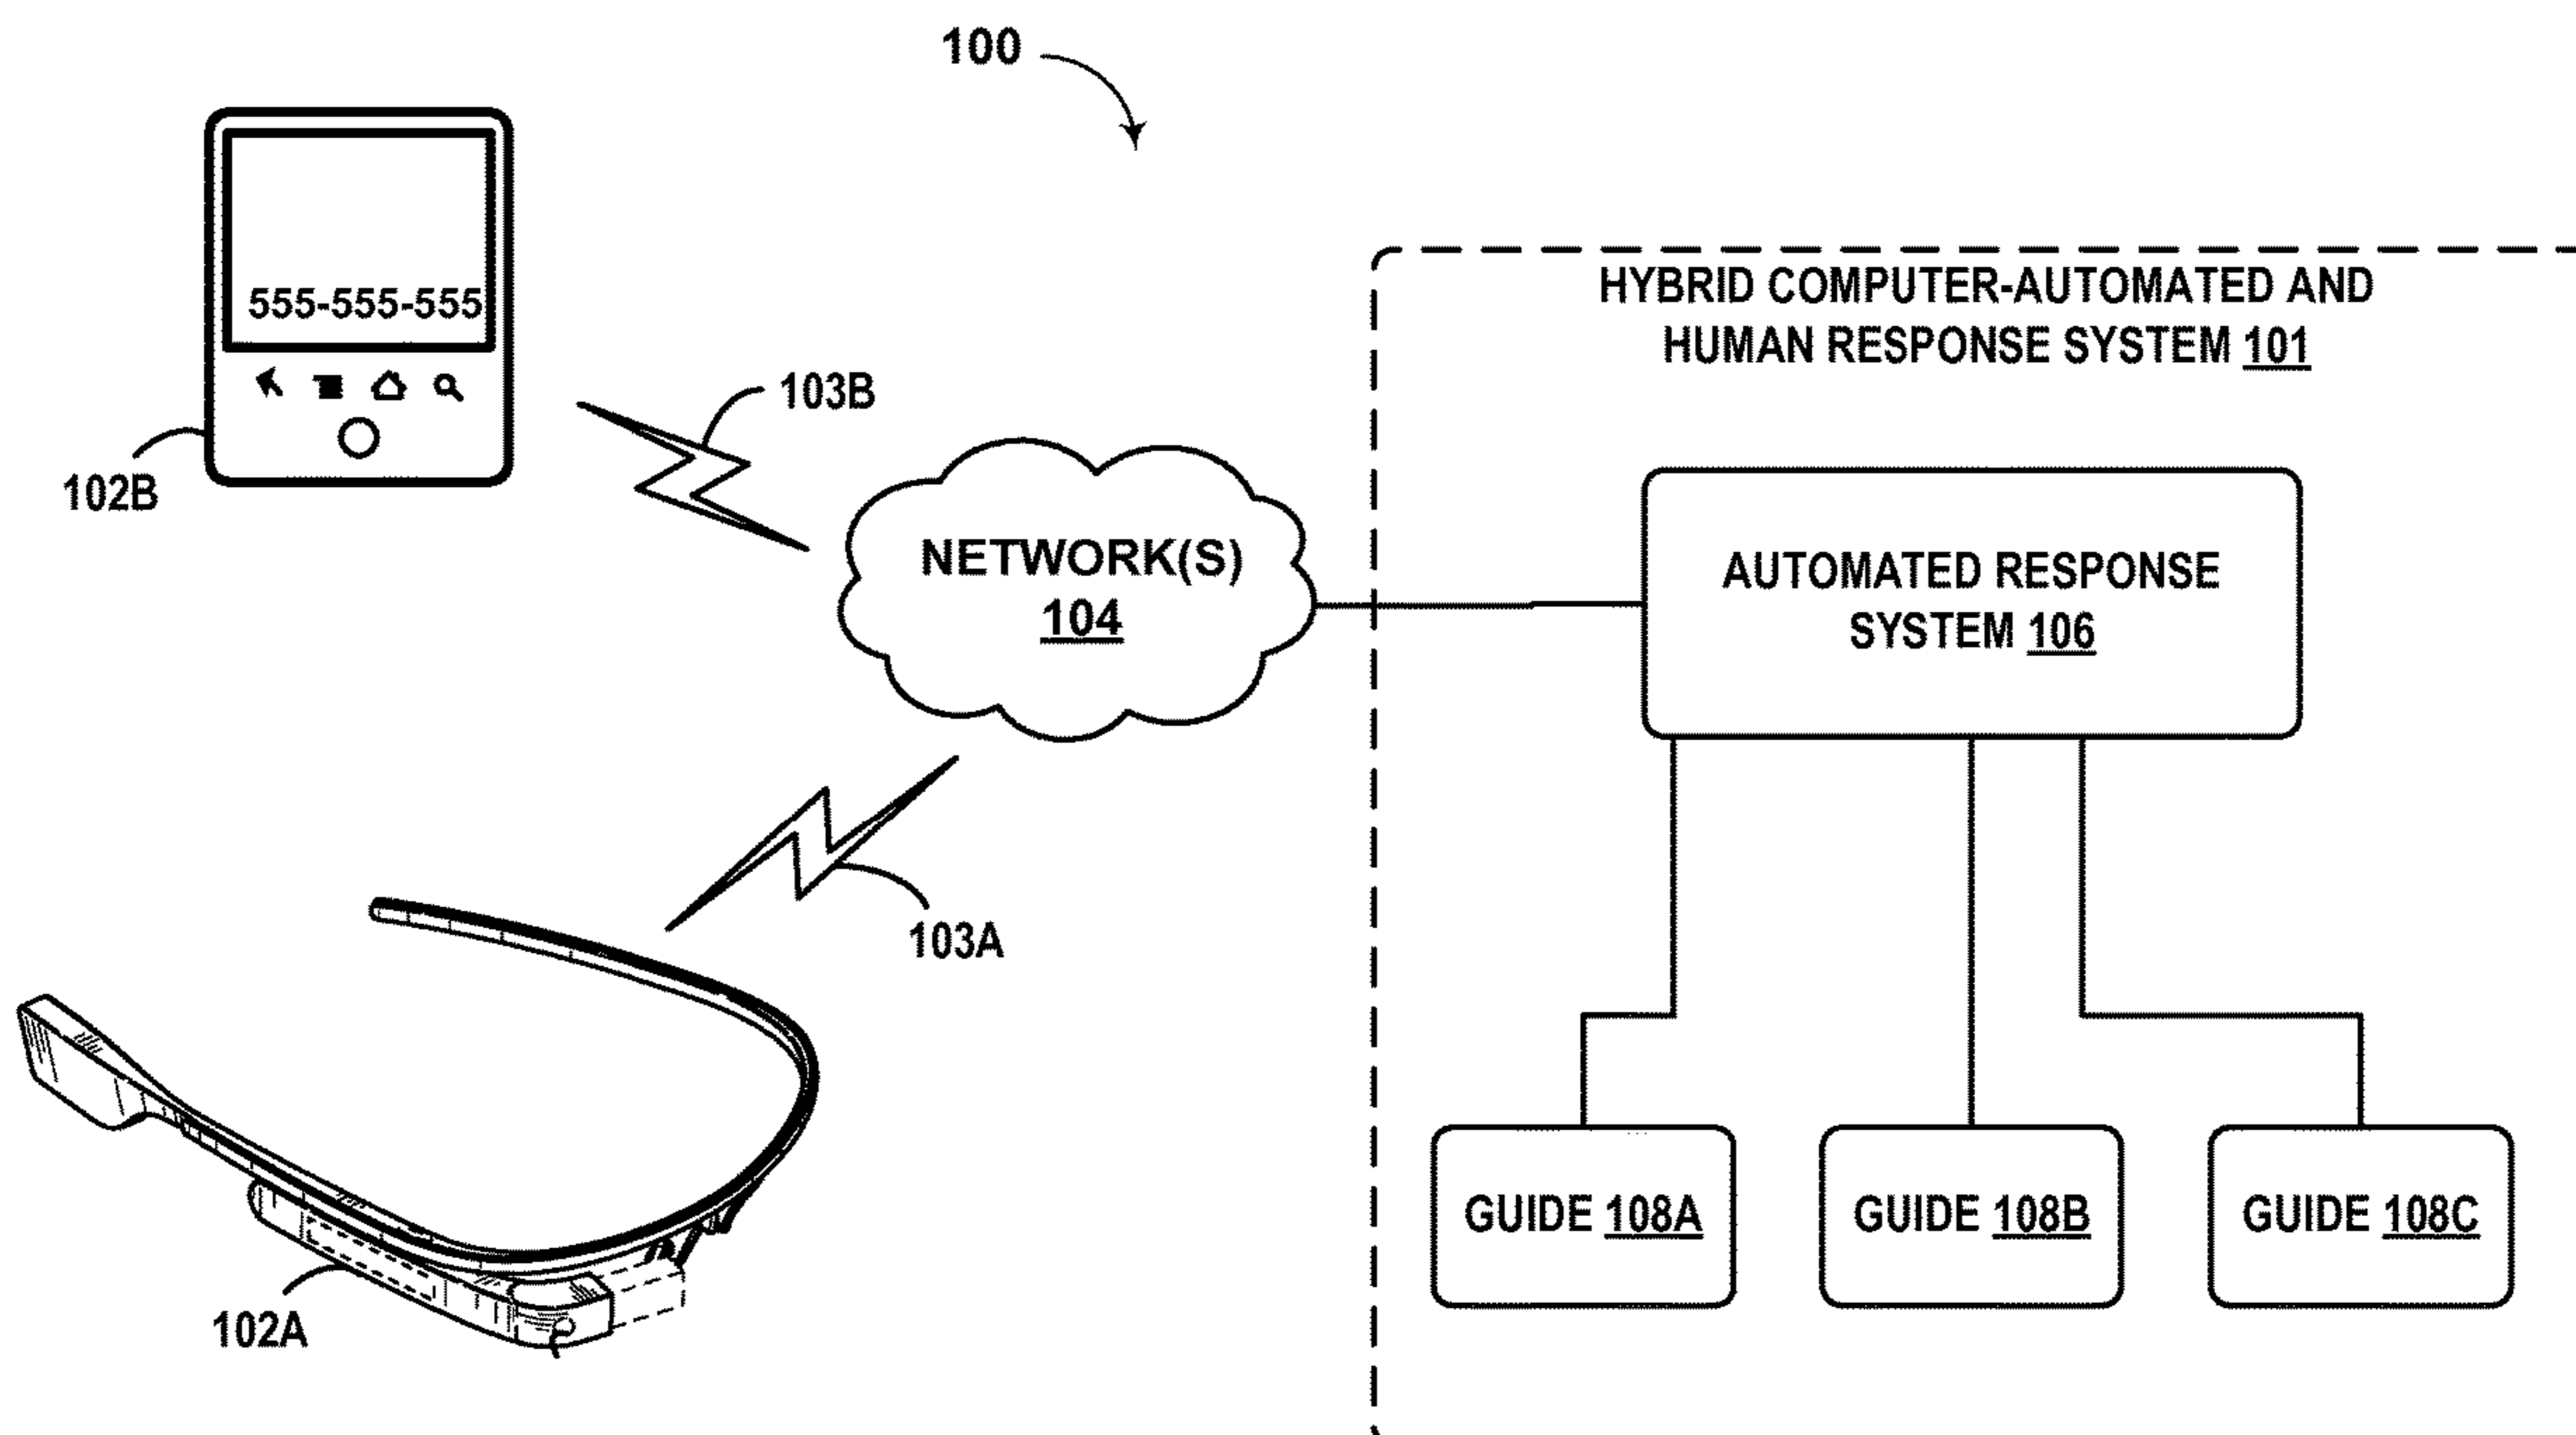 100
555-555-555
102B
103B
HYBRID COMPUTER-AUTOMATED AND
HUMAN RESPONSE SYSTEM 101
NETWORK(S)
104
AUTOMATED RESPONSE
SYSTEM 106
103A
102A
GUIDE 108A
GUIDE 108B
GUIDE 108C